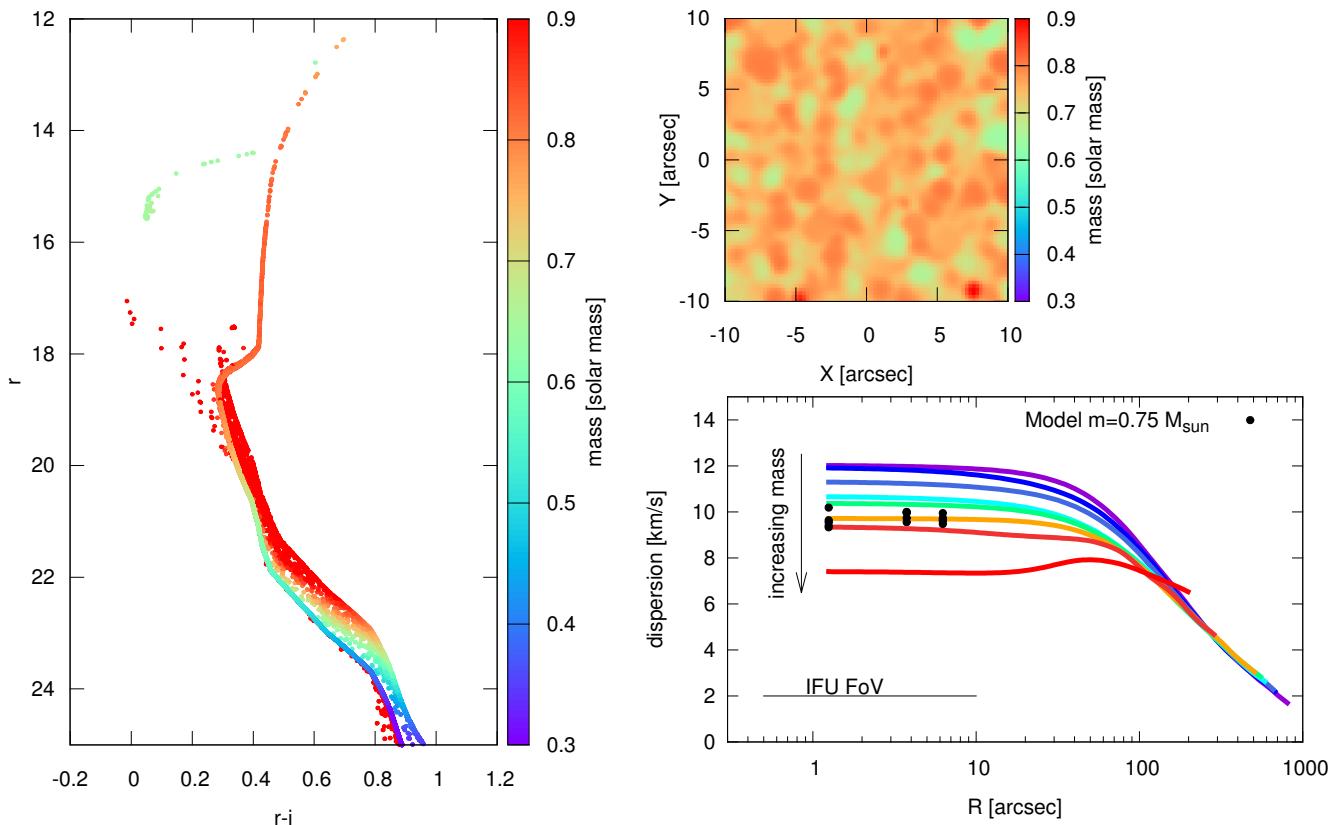 12
14
16
18
20
22
24
r
-0.2 0 0.2 0.4 0.6 0.8 1 1.2
r-i
0.9
0.8
0.7
0.6
0.5
0.4
0.3
mass [solar mass]
10
5
0
-5
-10
Y [arcsec]
-10 -5 0 5 10
X [arcsec]
0.9
0.8
0.7
0.6
0.5
0.4
0.3
mass [solar mass]
14
12
10
8
6
4
2
0
dispersion [km/s]
increasing mass
Model m=0.75 Msun
IFU FoV
1 10 100 1000
R [arcsec]